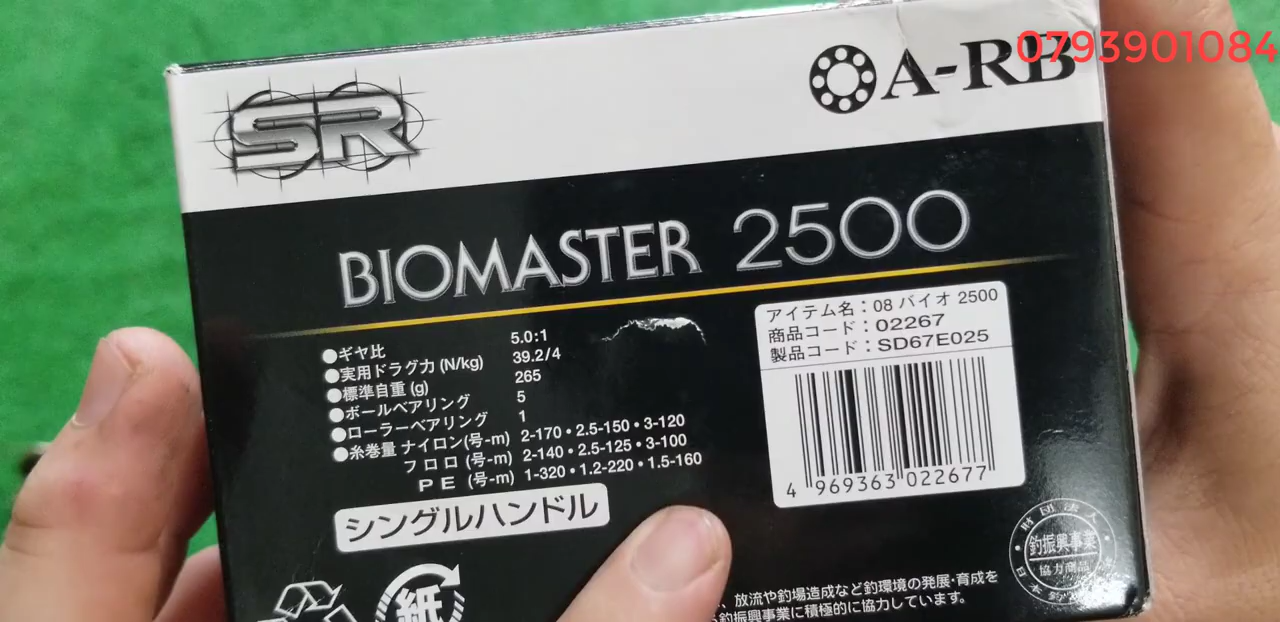 0793901084
SR
A-RB
BIOMASTER 2500
●ギヤ比 5.0:1
●実用ドラグ力 (N/kg) 39.2/4
●標準自重 (g) 265
●ボールベアリング 5
●ローラーベアリング 1
●糸巻量 ナイロン(号-m) 2-170・2.5-150・3-120
フロロ (号-m) 2-140・2.5-125・3-100
PE (号-m) 1-320・1.2-220・1.5-160
シングルハンドル
アイテム名：08 バイオ 2500
商品コード：02267
製品コード：SD67E025
4 969363 022677
紙
財団法人
釣振興事業
協力商品
、放流や釣場造成など釣環境の発展・育成を
釣振興事業に積極的に協力しています。